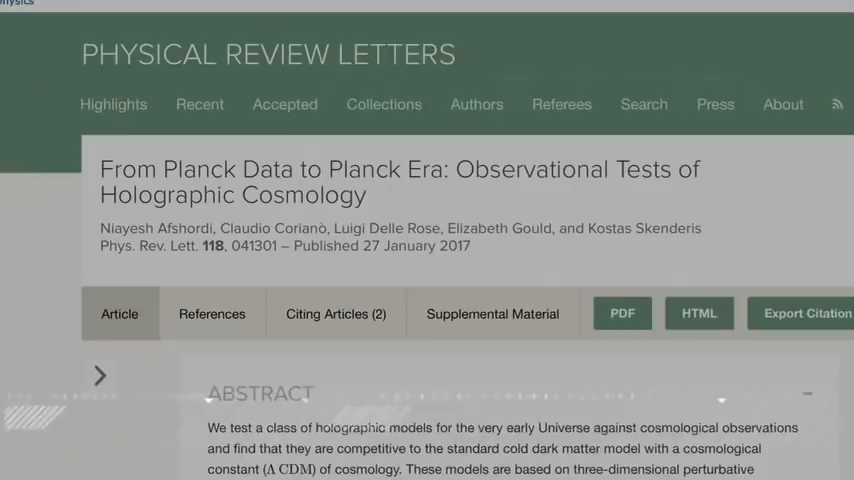 PHYSICAL REVIEW LETTERS
Highlights Recent Accepted Collections Authors Referees Search Press About
From Planck Data to Planck Era: Observational Tests of
Holographic Cosmology
Niayesh Afshordi, Claudio Corianò, Luigi Delle Rose, Elizabeth Gould, and Kostas Skenderis
Phys. Rev. Lett. 118, 041301 – Published 27 January 2017
Article References Citing Articles (2) Supplemental Material PDF HTML Export Citation
ABSTRACT
We test a class of holographic models for the very early Universe against cosmological observations
and find that they are competitive to the standard cold dark matter model with a cosmological
constant (Λ CDM) of cosmology. These models are based on three-dimensional perturbative